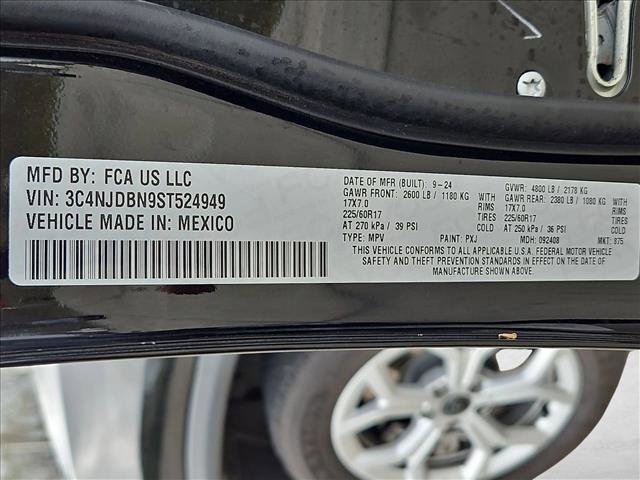 MFD BY: FCA US LLC
VIN: 3C4NJDBN9ST524949
VEHICLE MADE IN: MEXICO
DATE OF MFR (BUILT): 9-24 GVWR: 4800 LB / 2178 KG
GAWR FRONT: 2600 LB / 1180 KG GAWR REAR: 2380 LB / 1080 KG
17X7.0 RIMS 17X7.0 RIMS
225/60R17 TIRES 225/60R17 TIRES
AT 270 kPa / 39 PSI COLD AT 250 kPa / 36 PSI COLD
TYPE: MPV PAINT: PXJ MDH: 092408 MKT: 875
THIS VEHICLE CONFORMS TO ALL APPLICABLE U.S.A. FEDERAL MOTOR VEHICLE
SAFETY AND THEFT PREVENTION STANDARDS IN EFFECT ON THE DATE OF
MANUFACTURE SHOWN ABOVE.